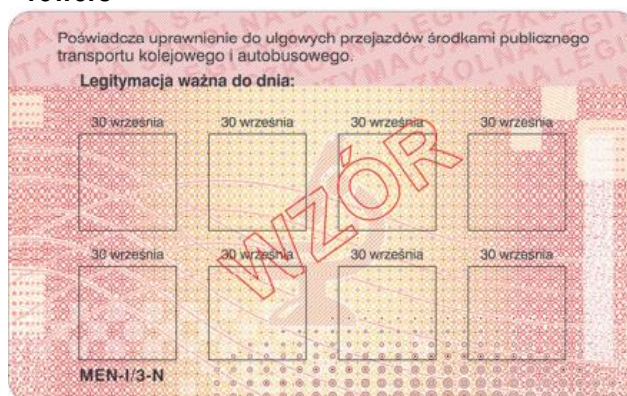 Poświadcza uprawnienie do ulgowych przejazdów środkami publicznego
transportu kolejowego i autobusowego.
Legitymacja ważna do dnia:
30 września 30 września 30 września 30 września
WZÓR
30 września 30 września 30 września 30 września
MEN-I/3-N